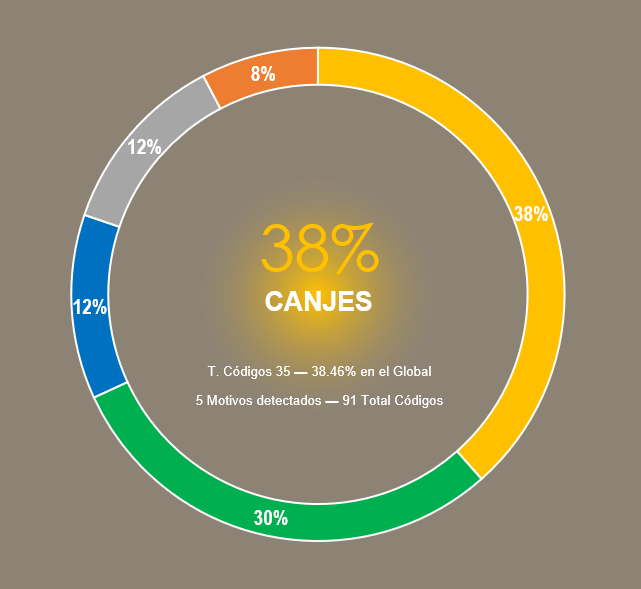 8%
12%
38%
38%
CANJES
12%
T. Códigos 35 — 38.46% en el Global
5 Motivos detectados — 91 Total Códigos
30%